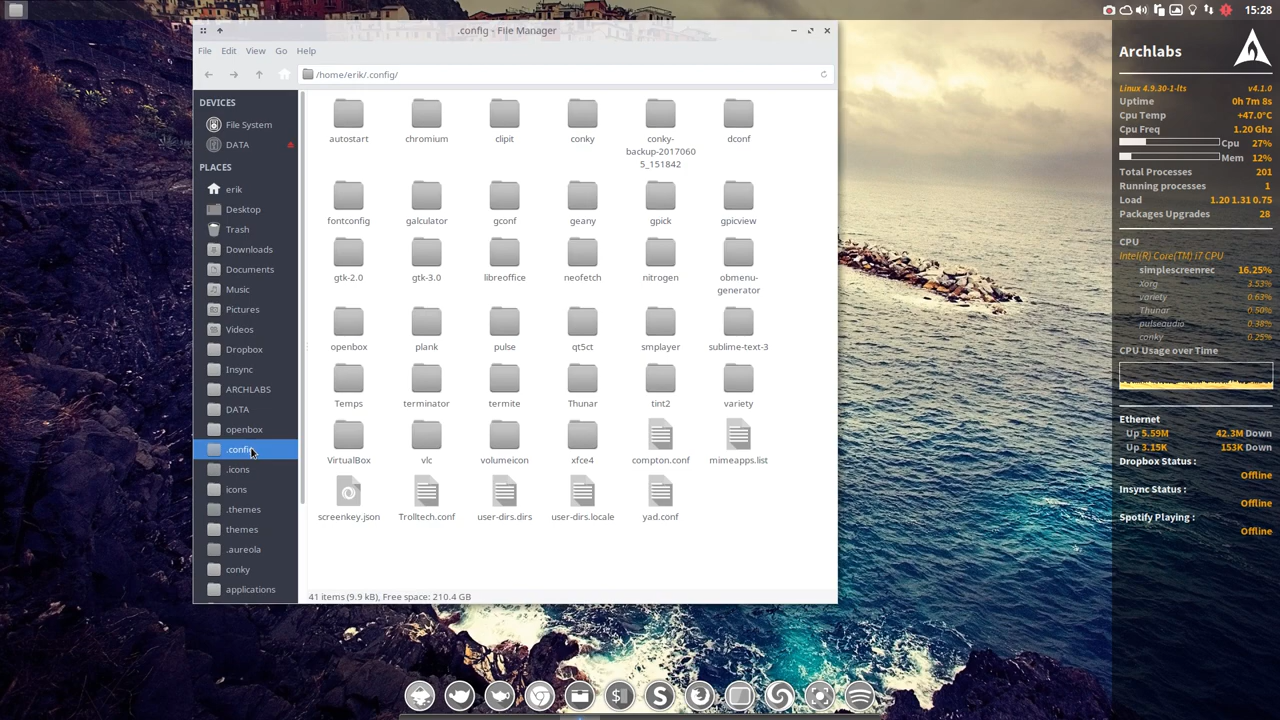 15:28
.config - File Manager
File Edit View Go Help
/home/erik/.config/
DEVICES
File System
DATA
PLACES
erik
Desktop
Trash
Downloads
Documents
Music
Pictures
Videos
Dropbox
Insync
ARCHLABS
DATA
openbox
.config
.icons
icons
.themes
themes
.aureola
conky
applications
autostart chromium clipit conky conky-
backup-2017060
5_151842 dconf
fontconfig galculator gconf geany gpick gpicview
gtk-2.0 gtk-3.0 libreoffice neofetch nitrogen obmenu-
generator
openbox plank pulse qt5ct smplayer sublime-text-3
Temps terminator termite Thunar tint2 variety
VirtualBox vlc volumeicon xfce4 compton.conf mimeapps.list
screenkey.json Trolltech.conf user-dirs.dirs user-dirs.locale yad.conf
41 items (9.9 kB), Free space: 210.4 GB
Archlabs
Linux 4.9.30-1-lts v4.1.0
Uptime 0h 7m 8s
Cpu Temp +47.0°C
Cpu Freq 1.20 Ghz
Cpu 27%
Mem 12%
Total Processes 201
Running processes 1
Load 1.20 1.31 0.75
Packages Upgrades 28
CPU
Intel(R) Core(TM) i7 CPU
simplescreenrec 16.25%
xorg 3.53%
variety 0.63%
Thunar 0.50%
pulseaudio 0.38%
conky 0.25%
CPU Usage over Time
Ethernet
Up 5.59M 42.3M Down
Up 3.15K 153K Down
Dropbox Status :
Offline
Insync Status :
Offline
Spotify Playing :
Offline